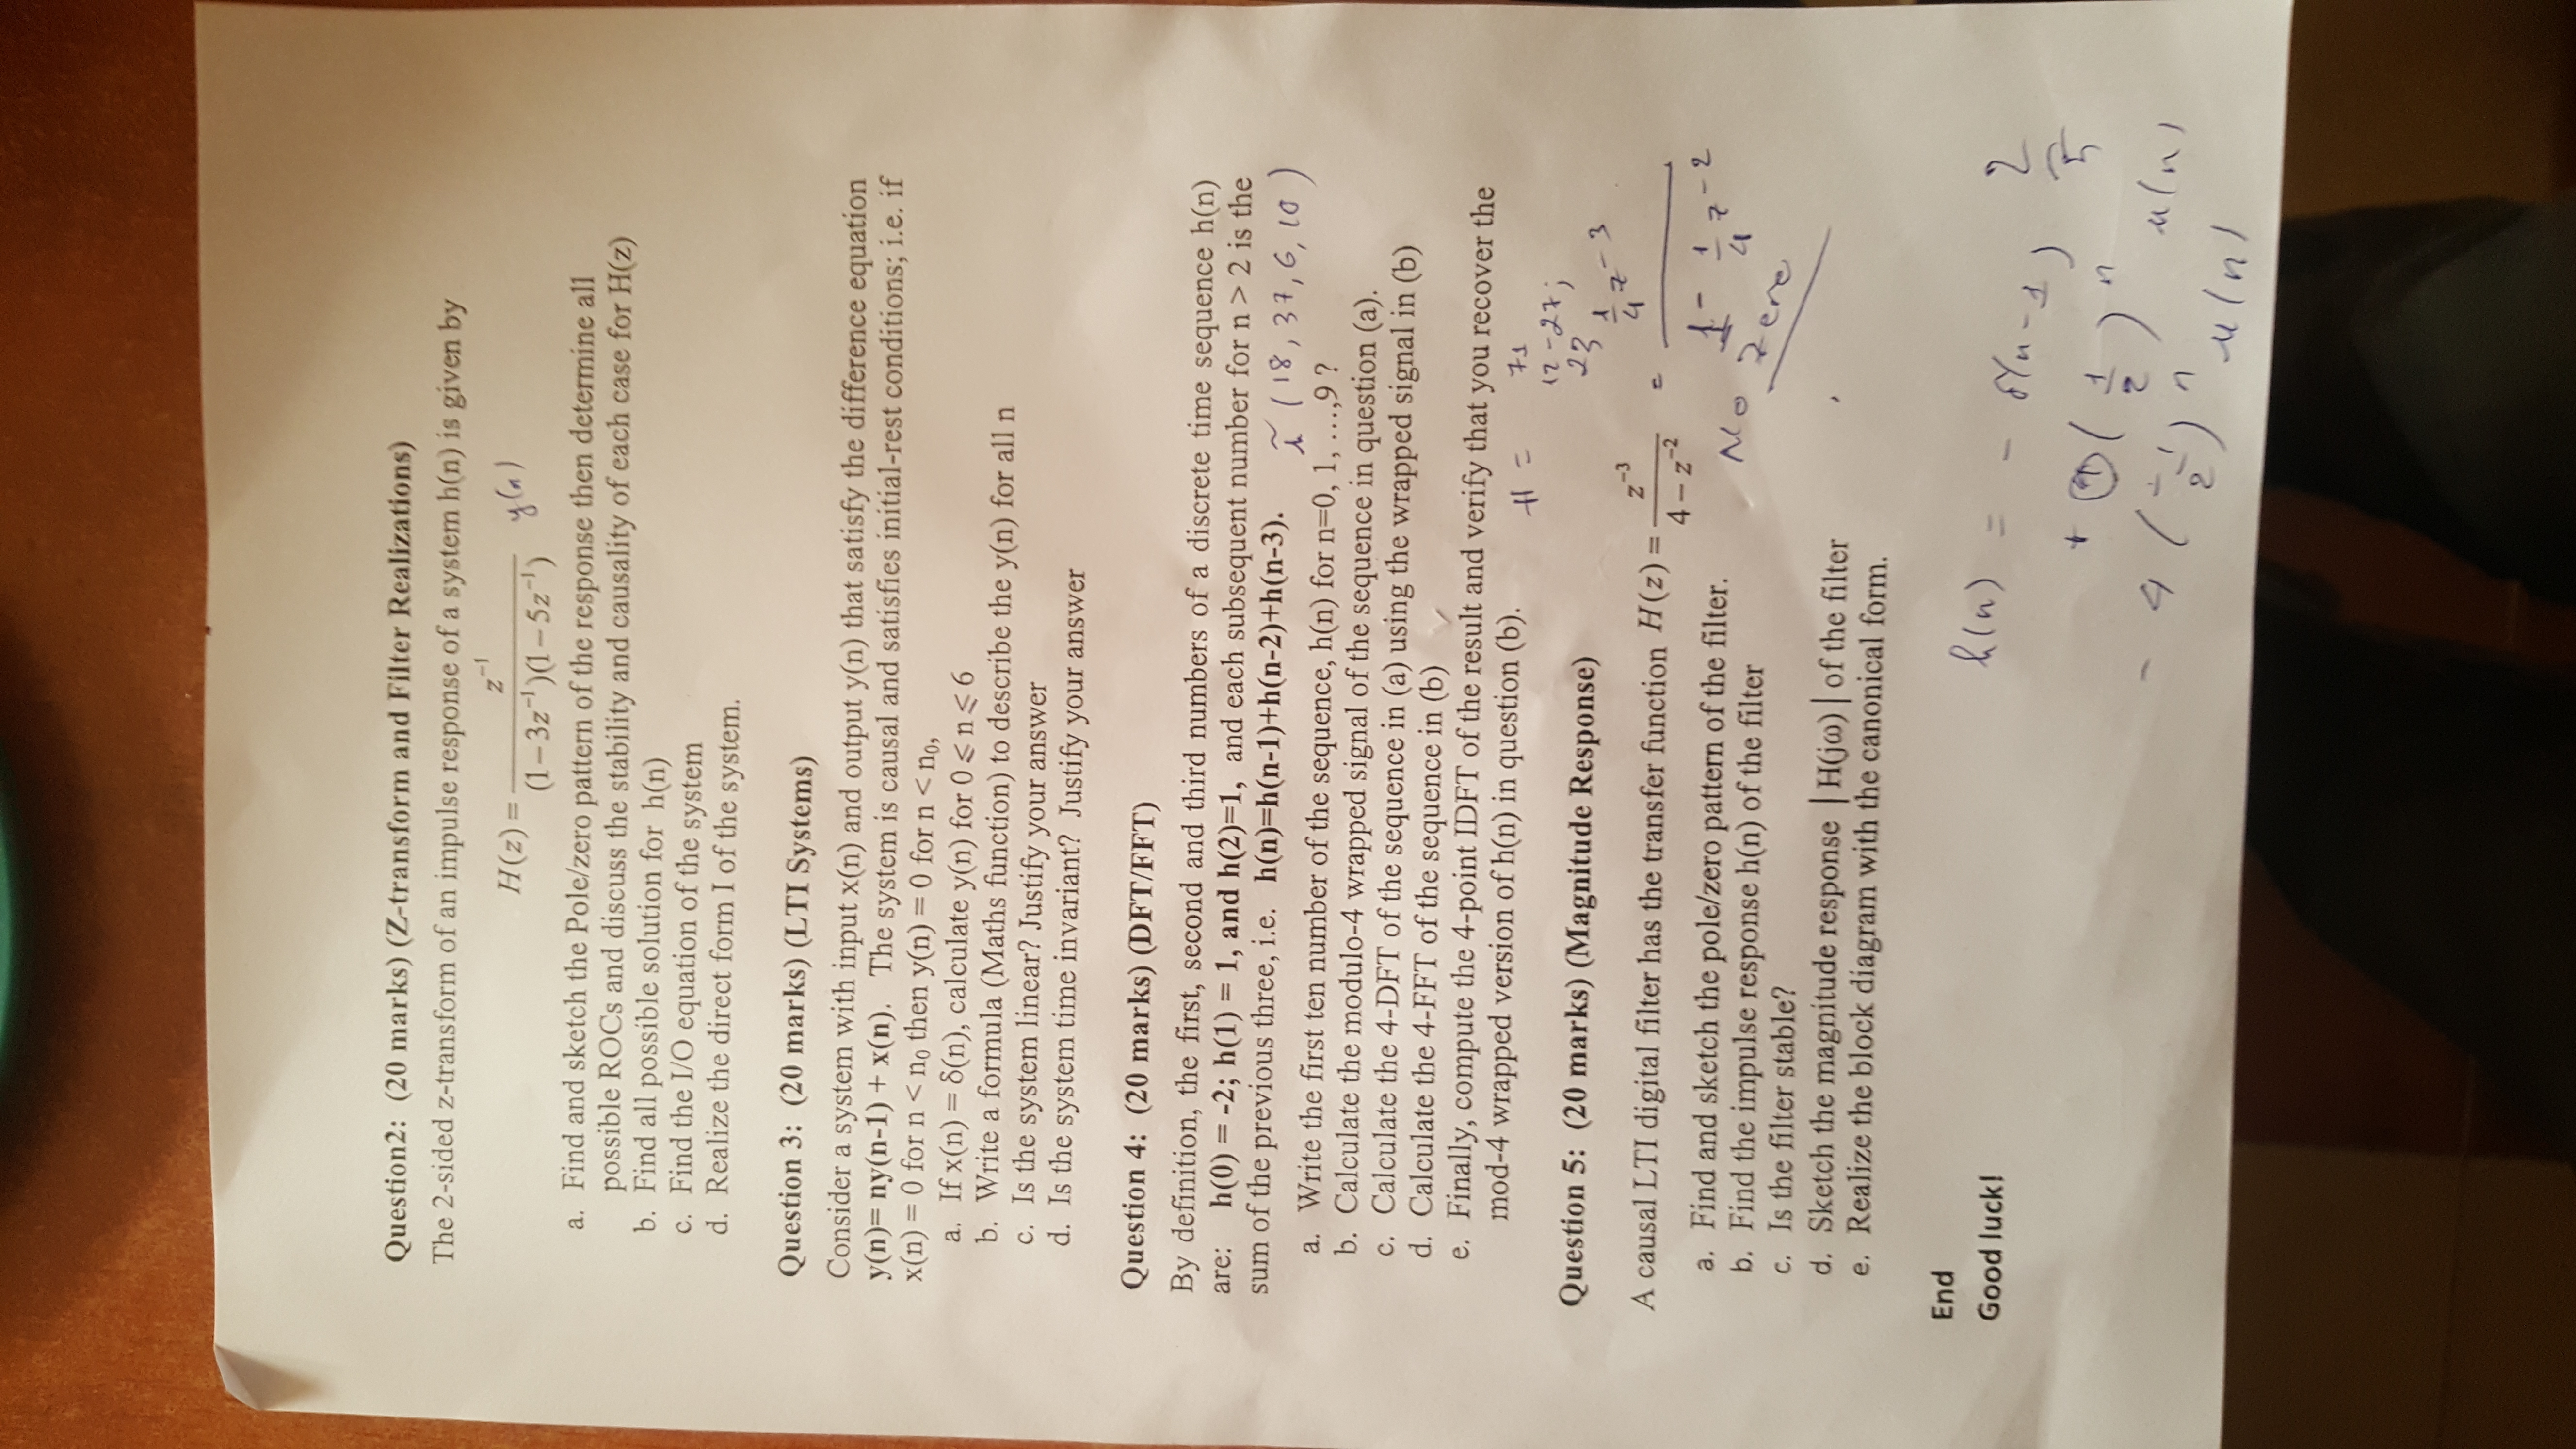 Question2: (20 marks) (Z-transform and Filter Realizations)
The 2-sided z-transform of an impulse response of a system h(n) is given by
H(z) = z⁻¹ / (1−3z⁻¹)(1−5z⁻¹) y(n)
a. Find and sketch the Pole/zero pattern of the response then determine all
possible ROCs and discuss the stability and causality of each case for H(z)
b. Find all possible solution for h(n)
c. Find the I/O equation of the system
d. Realize the direct form I of the system.
Question 3: (20 marks) (LTI Systems)
Consider a system with input x(n) and output y(n) that satisfy the difference equation
y(n)= ny(n-1) + x(n). The system is causal and satisfies initial-rest conditions; i.e. if
x(n) = 0 for n < n₀ then y(n) = 0 for n < n₀,
a. If x(n) = δ(n), calculate y(n) for 0 ⩽ n ⩽ 6
b. Write a formula (Maths function) to describe the y(n) for all n
c. Is the system linear? Justify your answer
d. Is the system time invariant? Justify your answer
Question 4: (20 marks) (DFT/FFT)
By definition, the first, second and third numbers of a discrete time sequence h(n)
are: h(0) = -2; h(1) = 1, and h(2)=1, and each subsequent number for n > 2 is the
sum of the previous three, i.e. h(n)=h(n-1)+h(n-2)+h(n-3).
(18, 37, 6, 10)
a. Write the first ten number of the sequence, h(n) for n=0, 1, ...,9 ?
b. Calculate the modulo-4 wrapped signal of the sequence in question (a).
c. Calculate the 4-DFT of the sequence in (a) using the wrapped signal in (b)
d. Calculate the 4-FFT of the sequence in (b)
e. Finally, compute the 4-point IDFT of the result and verify that you recover the
mod-4 wrapped version of h(n) in question (b).
H = 71
12-27j
23
Question 5: (20 marks) (Magnitude Response)
A causal LTI digital filter has the transfer function H(z) = z⁻³ / 4 − z⁻² = 1/4 z⁻³ / 1 - 1/4 z⁻²
a. Find and sketch the pole/zero pattern of the filter.
No Zero
b. Find the impulse response h(n) of the filter
c. Is the filter stable?
d. Sketch the magnitude response |H(jω)| of the filter
e. Realize the block diagram with the canonical form.
End
Good luck!
h(n) = - δ(n-1)
+ (1/2)ⁿ u(n)
- 4 (-1/2)ⁿ u(n)